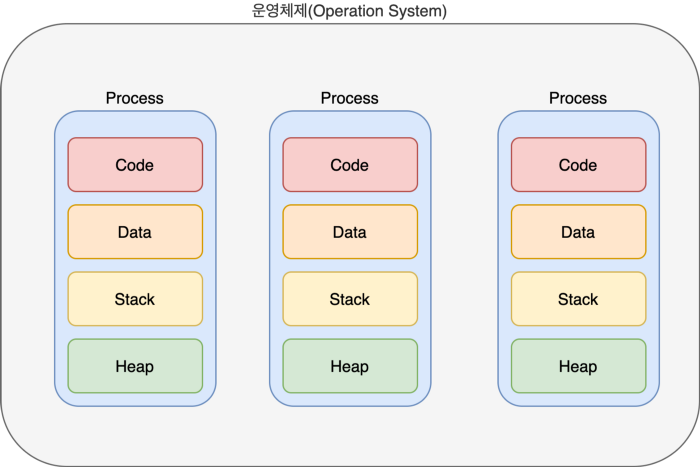 운영체제(Operation System)
Process
Code
Data
Stack
Heap
Process
Code
Data
Stack
Heap
Process
Code
Data
Stack
Heap